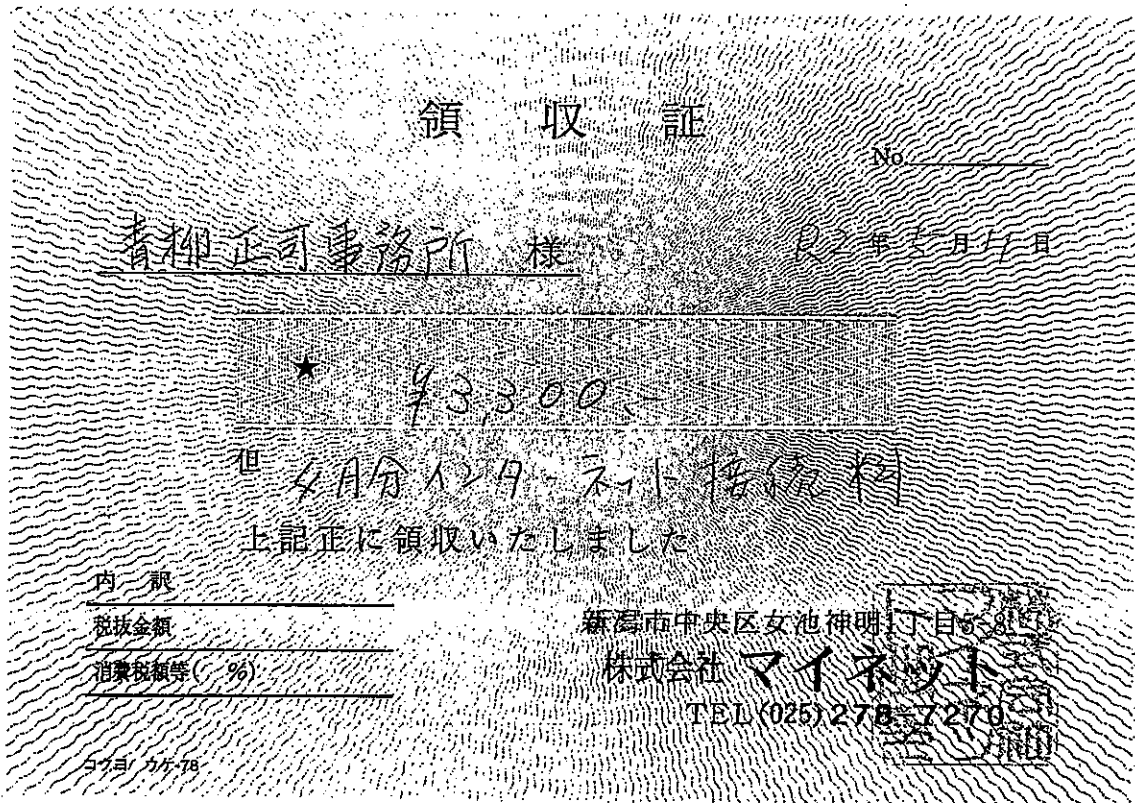 領収証
No.
青柳正司事務所 様
R2年5月11日
★
¥3,300.-
但 4月分インターネット接続料
上記正に領収いたしました
内訳
税抜金額
消費税額等( %)
新潟市中央区女池神明1丁目
株式会社 マイネット
TEL(025)278-7270
コクヨ ウケ-78